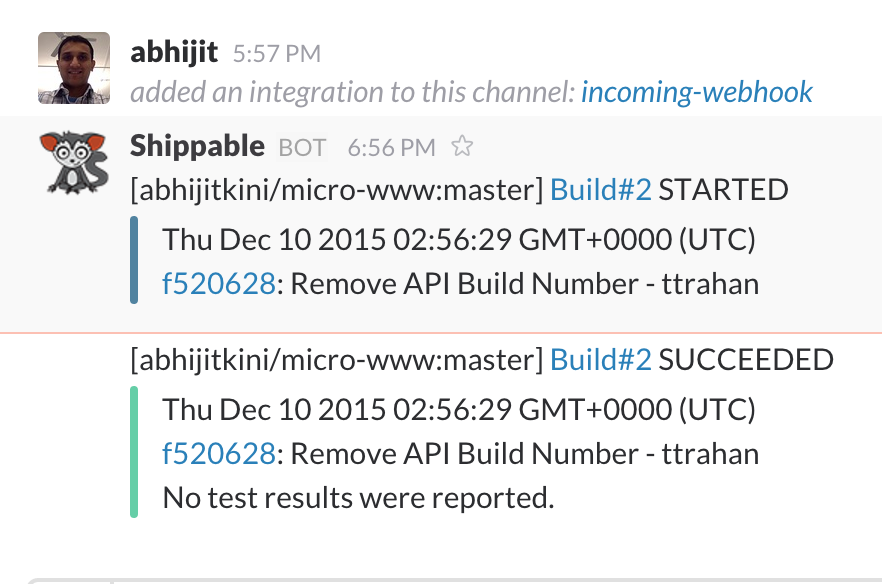 abhijit 5:57 PM
added an integration to this channel: incoming-webhook
Shippable BOT 6:56 PM
[abhijitkini/micro-www:master] Build#2 STARTED
Thu Dec 10 2015 02:56:29 GMT+0000 (UTC)
f520628: Remove API Build Number - ttrahan
[abhijitkini/micro-www:master] Build#2 SUCCEEDED
Thu Dec 10 2015 02:56:29 GMT+0000 (UTC)
f520628: Remove API Build Number - ttrahan
No test results were reported.